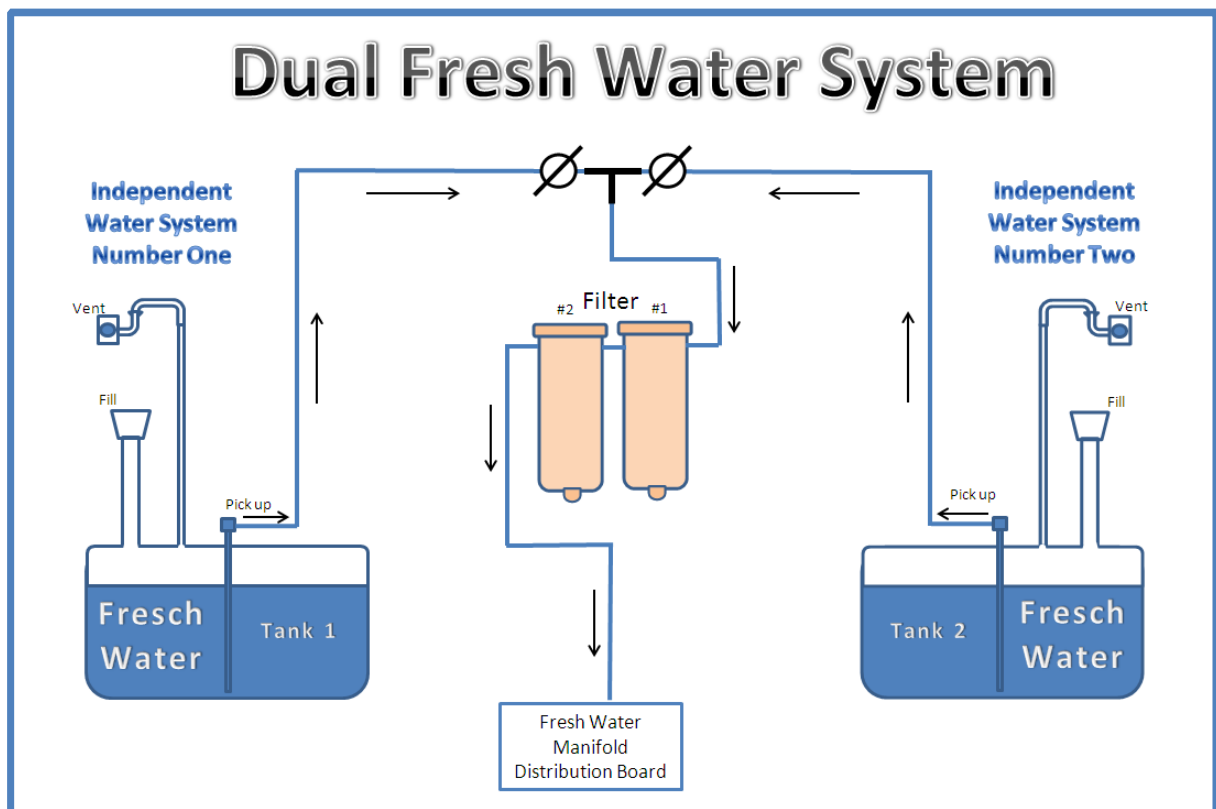 Dual Fresh Water System
Independent
Water System
Number One
Independent
Water System
Number Two
Vent
Fill
Pick up
Fresch
Water
Tank 1
Filter
#2
#1
Vent
Fill
Pick up
Tank 2
Fresch
Water
Fresh Water
Manifold
Distribution Board